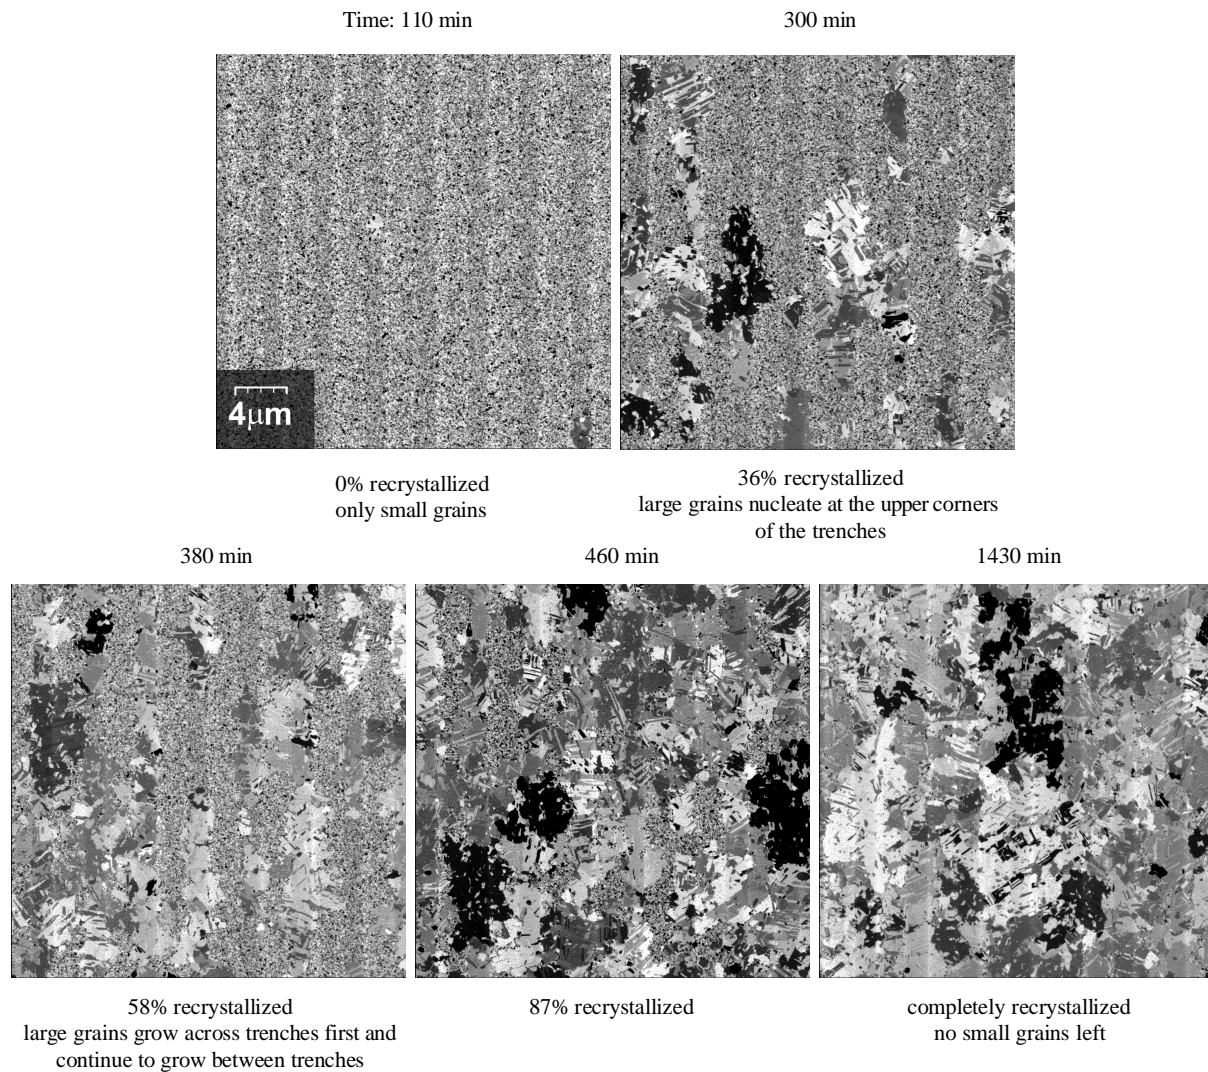 Time: 110 min
300 min
4μm
0% recrystallized
only small grains
36% recrystallized
large grains nucleate at the upper corners
of the trenches
380 min
460 min
1430 min
58% recrystallized
large grains grow across trenches first and
continue to grow between trenches
87% recrystallized
completely recrystallized
no small grains left